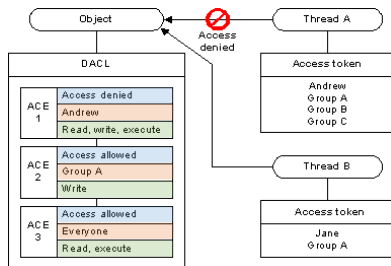 Object
Thread A
Access
denied
DACL
Access token
Andrew
Group A
Group B
Group C
ACE
1
Access denied
Andrew
Read, write, execute
ACE
2
Access allowed
Group A
Write
ACE
3
Access allowed
Everyone
Read, execute
Thread B
Access token
Jane
Group A